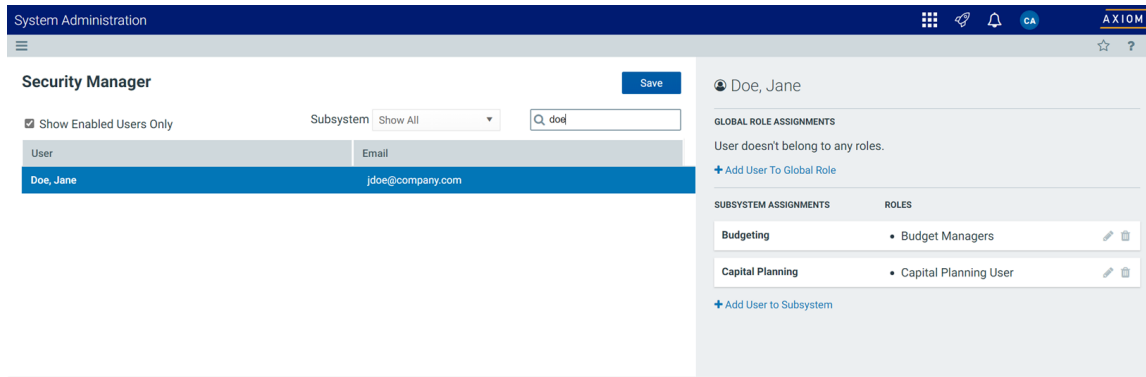 System Administration
CA
AXIOM
?
Security Manager
Save
Show Enabled Users Only
Subsystem
Show All
doe
User
Email
Doe, Jane
jdoe@company.com
Doe, Jane
GLOBAL ROLE ASSIGNMENTS
User doesn't belong to any roles.
+ Add User To Global Role
SUBSYSTEM ASSIGNMENTS
ROLES
Budgeting
• Budget Managers
Capital Planning
• Capital Planning User
+ Add User to Subsystem